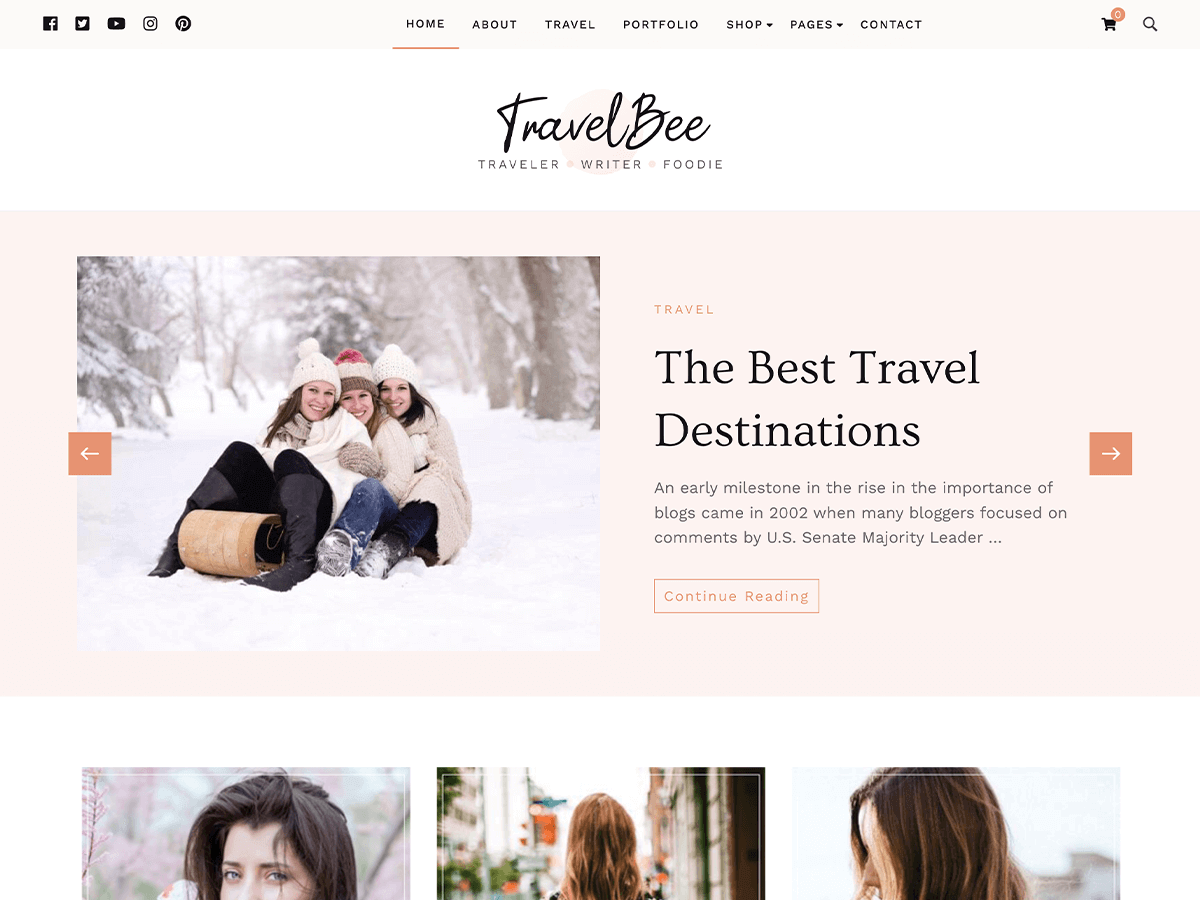 HOME ABOUT TRAVEL PORTFOLIO SHOP PAGES CONTACT 0
TravelBee
TRAVELER • WRITER • FOODIE
TRAVEL
The Best Travel
Destinations
An early milestone in the rise in the importance of
blogs came in 2002 when many bloggers focused on
comments by U.S. Senate Majority Leader ...
Continue Reading